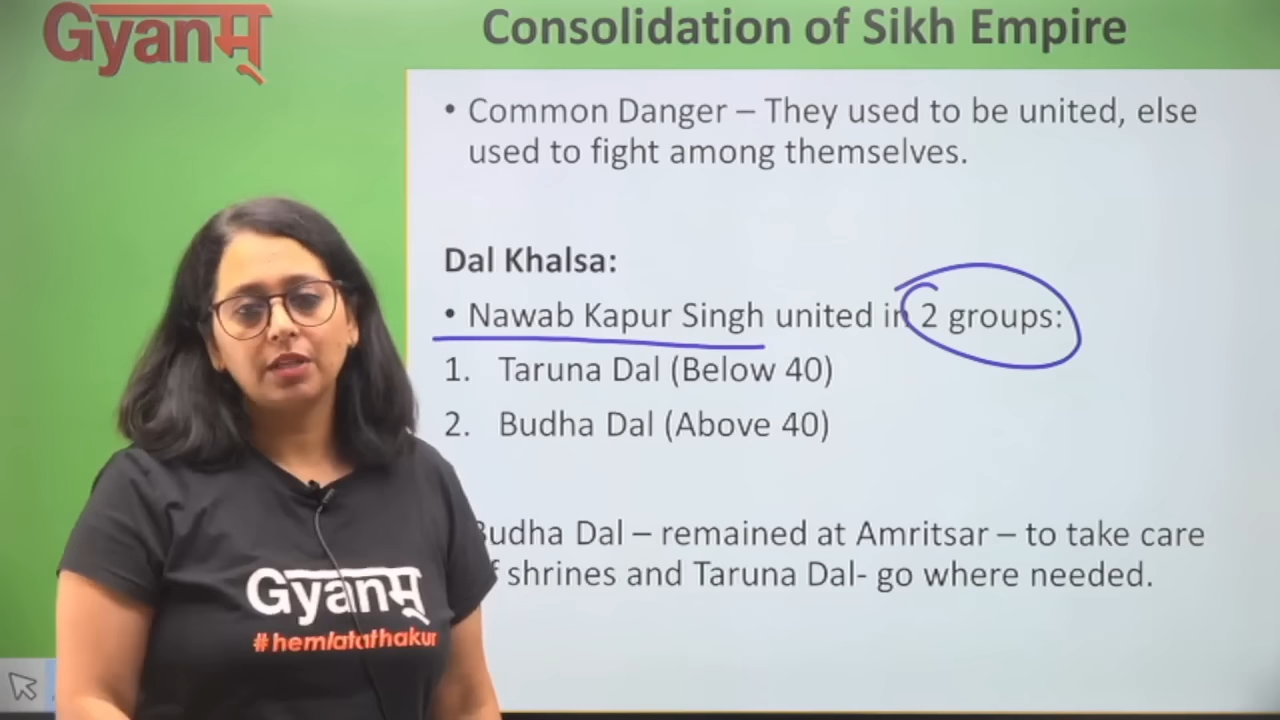 Gyanम्
Consolidation of Sikh Empire
• Common Danger – They used to be united, else
used to fight among themselves.
Dal Khalsa:
• Nawab Kapur Singh united in 2 groups:
1. Taruna Dal (Below 40)
2. Budha Dal (Above 40)
Budha Dal – remained at Amritsar – to take care
f shrines and Taruna Dal- go where needed.
Gyanम्
#hemlatathakur